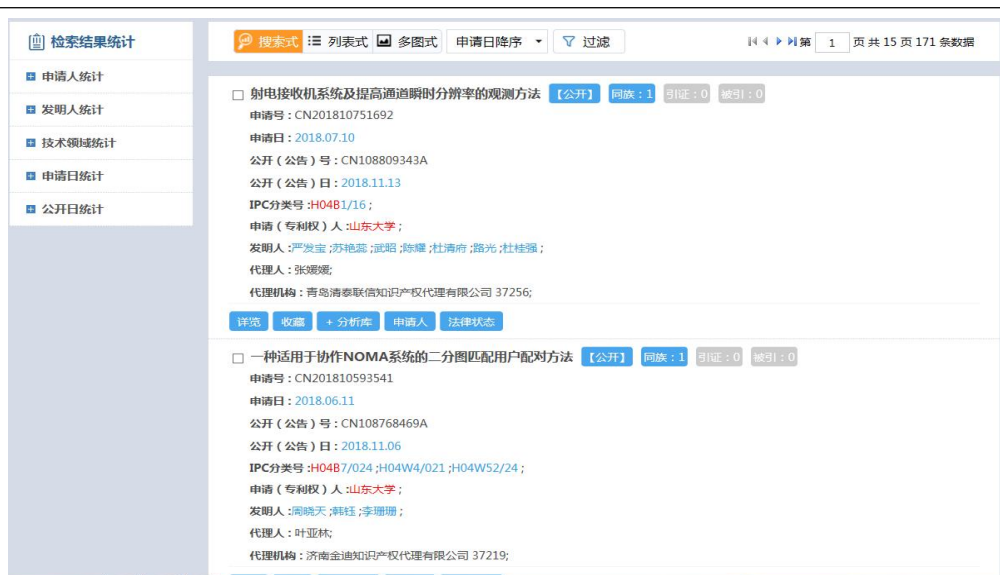 检索结果统计
申请人统计
发明人统计
技术领域统计
申请日统计
公开日统计
搜索式 列表式 多图式 申请日降序 过滤 第 1 页 共 15 页 171 条数据
射电接收机系统及提高通道瞬时分辨率的观测方法 【公开】 同族：1 引证：0 被引：0
申请号：CN201810751692
申请日：2018.07.10
公开（公告）号：CN108809343A
公开（公告）日：2018.11.13
IPC分类号 :H04B1/16 ;
申请（专利权）人 :山东大学 ;
发明人 :严发宝 ;苏艳蕊 ;武昭 ;陈耀 ;杜清府 ;路光 ;杜桂强 ;
代理人：张媛媛;
代理机构：青岛清泰联信知识产权代理有限公司 37256;
详览 收藏 + 分析库 申请人 法律状态
一种适用于协作NOMA系统的二分图匹配用户配对方法 【公开】 同族：1 引证：0 被引：0
申请号：CN201810593541
申请日：2018.06.11
公开（公告）号：CN108768469A
公开（公告）日：2018.11.06
IPC分类号 :H04B7/024 ;H04W4/021 ;H04W52/24 ;
申请（专利权）人 :山东大学 ;
发明人 :周晓天 ;韩钰 ;李珊珊 ;
代理人：叶亚林;
代理机构：济南金迪知识产权代理有限公司 37219;